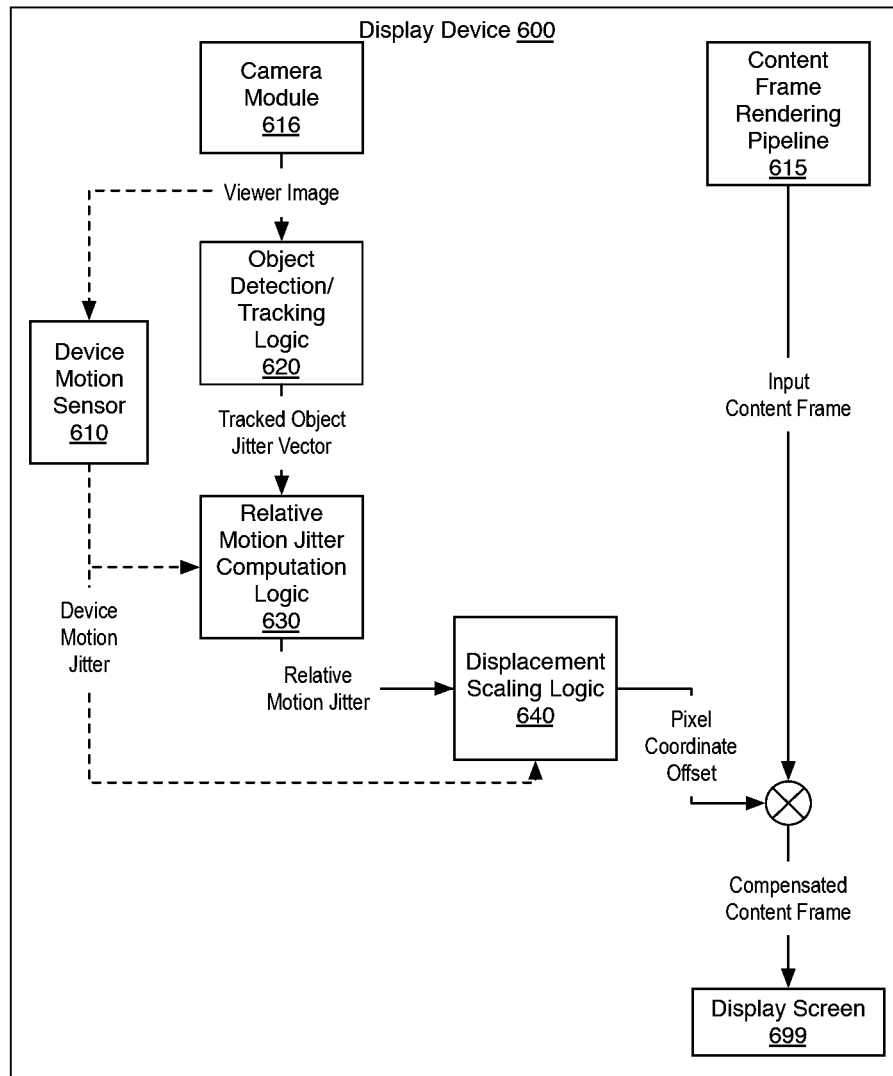 Display Device 600
Camera
Module
616
Content
Frame
Rendering
Pipeline
615
Viewer Image
Object
Detection/
Tracking
Logic
620
Device
Motion
Sensor
610
Input
Content Frame
Tracked Object
Jitter Vector
Relative
Motion Jitter
Computation
Logic
630
Device
Motion
Jitter
Relative
Motion Jitter
Displacement
Scaling Logic
640
Pixel
Coordinate
Offset
Compensated
Content Frame
Display Screen
699